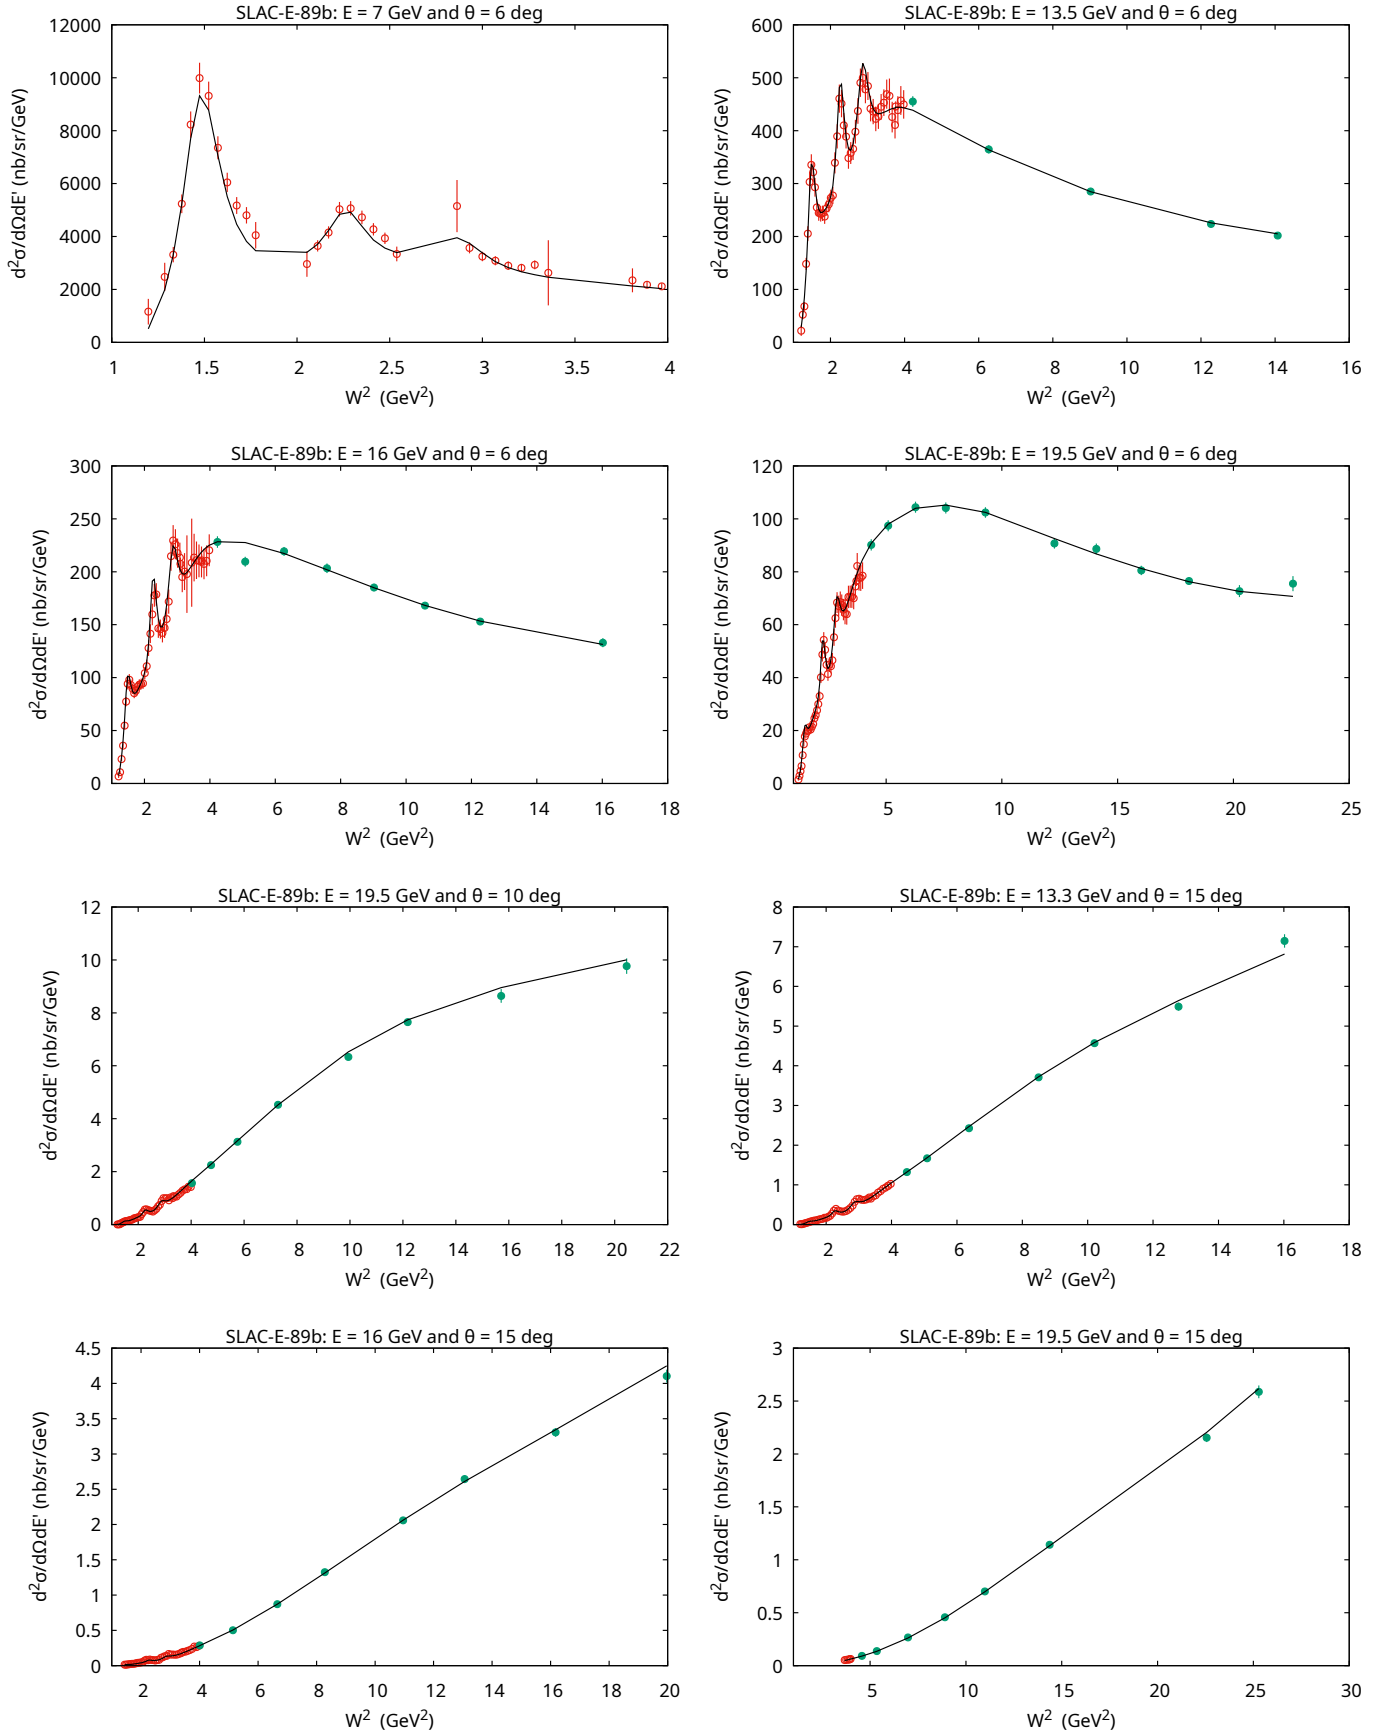 SLAC-E-89b: E = 7 GeV and θ = 6 deg
d²σ/dΩdE' (nb/sr/GeV)
12000
10000
8000
6000
4000
2000
0
1 1.5 2 2.5 3 3.5 4
W² (GeV²)
SLAC-E-89b: E = 13.5 GeV and θ = 6 deg
d²σ/dΩdE' (nb/sr/GeV)
600
500
400
300
200
100
0
2 4 6 8 10 12 14 16
W² (GeV²)
SLAC-E-89b: E = 16 GeV and θ = 6 deg
d²σ/dΩdE' (nb/sr/GeV)
300
250
200
150
100
50
0
2 4 6 8 10 12 14 16 18
W² (GeV²)
SLAC-E-89b: E = 19.5 GeV and θ = 6 deg
d²σ/dΩdE' (nb/sr/GeV)
120
100
80
60
40
20
0
5 10 15 20 25
W² (GeV²)
SLAC-E-89b: E = 19.5 GeV and θ = 10 deg
d²σ/dΩdE' (nb/sr/GeV)
12
10
8
6
4
2
0
2 4 6 8 10 12 14 16 18 20 22
W² (GeV²)
SLAC-E-89b: E = 13.3 GeV and θ = 15 deg
d²σ/dΩdE' (nb/sr/GeV)
8
7
6
5
4
3
2
1
0
2 4 6 8 10 12 14 16 18
W² (GeV²)
SLAC-E-89b: E = 16 GeV and θ = 15 deg
d²σ/dΩdE' (nb/sr/GeV)
4.5
4
3.5
3
2.5
2
1.5
1
0.5
0
2 4 6 8 10 12 14 16 18 20
W² (GeV²)
SLAC-E-89b: E = 19.5 GeV and θ = 15 deg
d²σ/dΩdE' (nb/sr/GeV)
3
2.5
2
1.5
1
0.5
0
5 10 15 20 25 30
W² (GeV²)